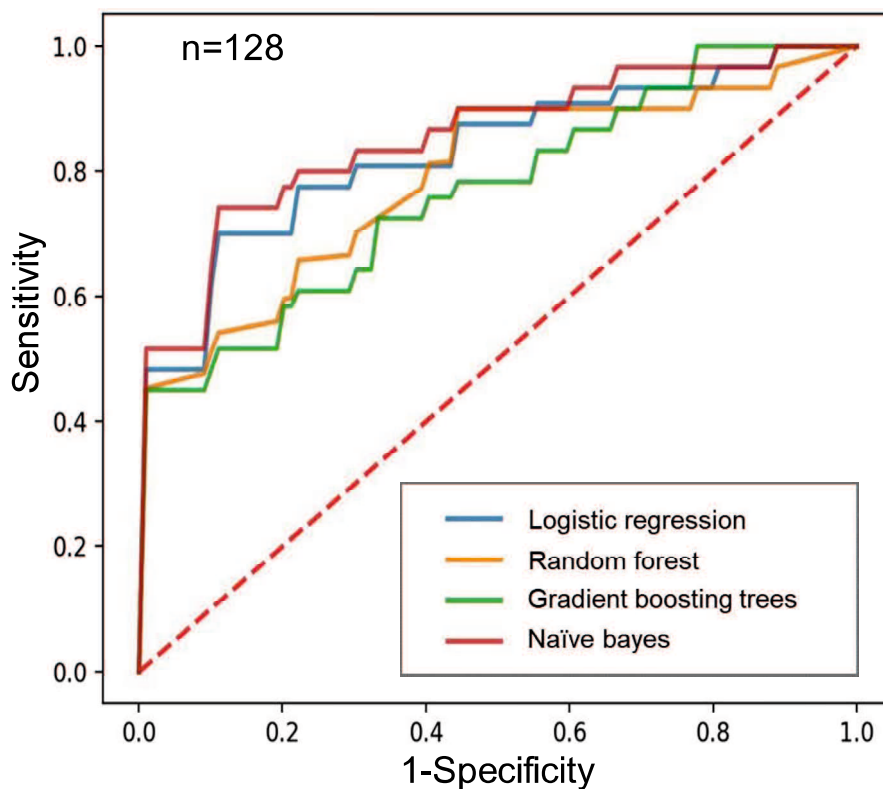 n=128
1.0
0.8
0.6
0.4
0.2
0.0
Sensitivity
Logistic regression
Random forest
Gradient boosting trees
Naïve bayes
0.0 0.2 0.4 0.6 0.8 1.0
1-Specificity